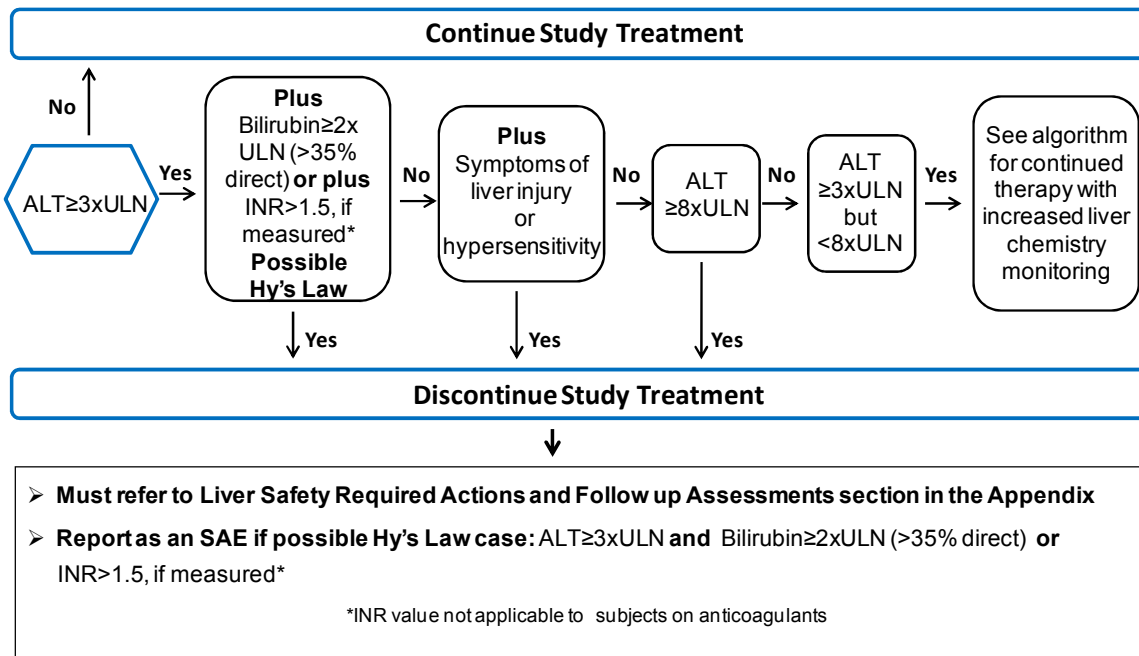 Continue Study Treatment
No
ALT≥3xULN
Yes
Plus
Bilirubin≥2x
ULN (>35%
direct) or plus
INR>1.5, if
measured*
Possible
Hy's Law
No
Plus
Symptoms of
liver injury
or
hypersensitivity
No
ALT
≥8xULN
No
ALT
≥3xULN
but
<8xULN
Yes
See algorithm
for continued
therapy with
increased liver
chemistry
monitoring
Yes
Yes
Yes
Discontinue Study Treatment
➢ Must refer to Liver Safety Required Actions and Follow up Assessments section in the Appendix
➢ Report as an SAE if possible Hy's Law case: ALT≥3xULN and Bilirubin≥2xULN (>35% direct) or
INR>1.5, if measured*
*INR value not applicable to subjects on anticoagulants